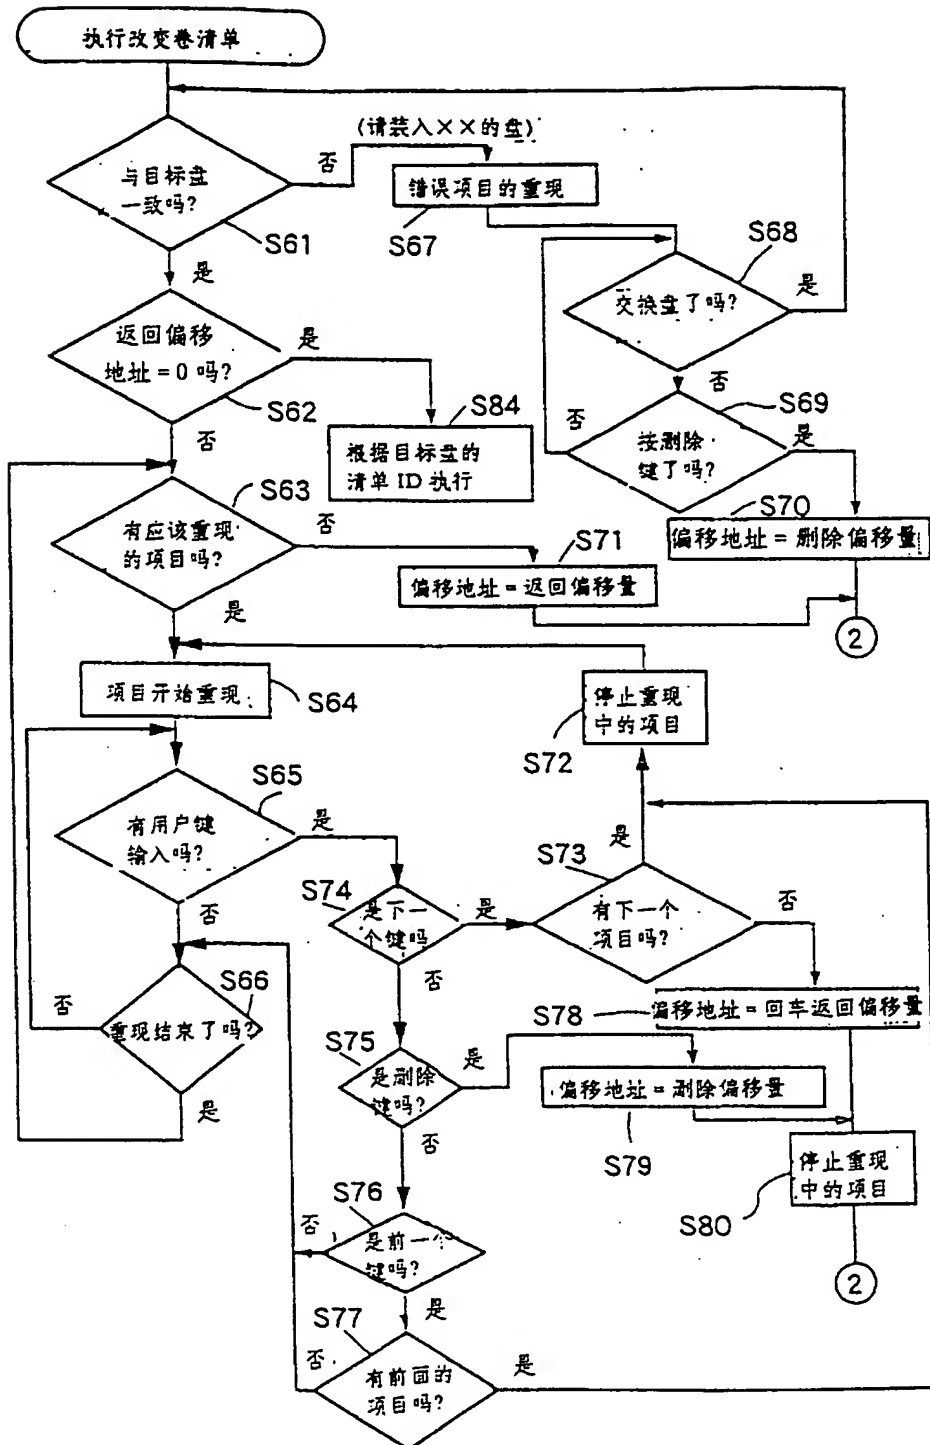 执行改变卷清单
(请装入××的盘)
与目标盘
一致吗?
否
错误项目的重现
S61
S67
S68
是
交换盘了吗?
是
返回偏移
地址=0 吗?
是
否
S62
S84
S69
否
根据目标盘的
清单 ID 执行
否
按删除
键了吗?
是
S63
S70
有应该重现
的项目吗?
否
S71
偏移地址=删除偏移量
偏移地址=返回偏移量
是
2
项目开始重现
S64
停止重现
中的项目
S72
S65
有用户键
输入吗?
是
是
S73
S74
是下一
个键吗
是
有下一个
项目吗?
否
否
否
S66
否
重现结束了吗?
S78
偏移地址=回车返回偏移量
S75
是删除
键吗?
是
偏移地址=删除偏移量
是
否
S79
停止重现
中的项目
S76
S80
否
是前一个
键吗?
2
是
S77
否
有前面的
项目吗?
是